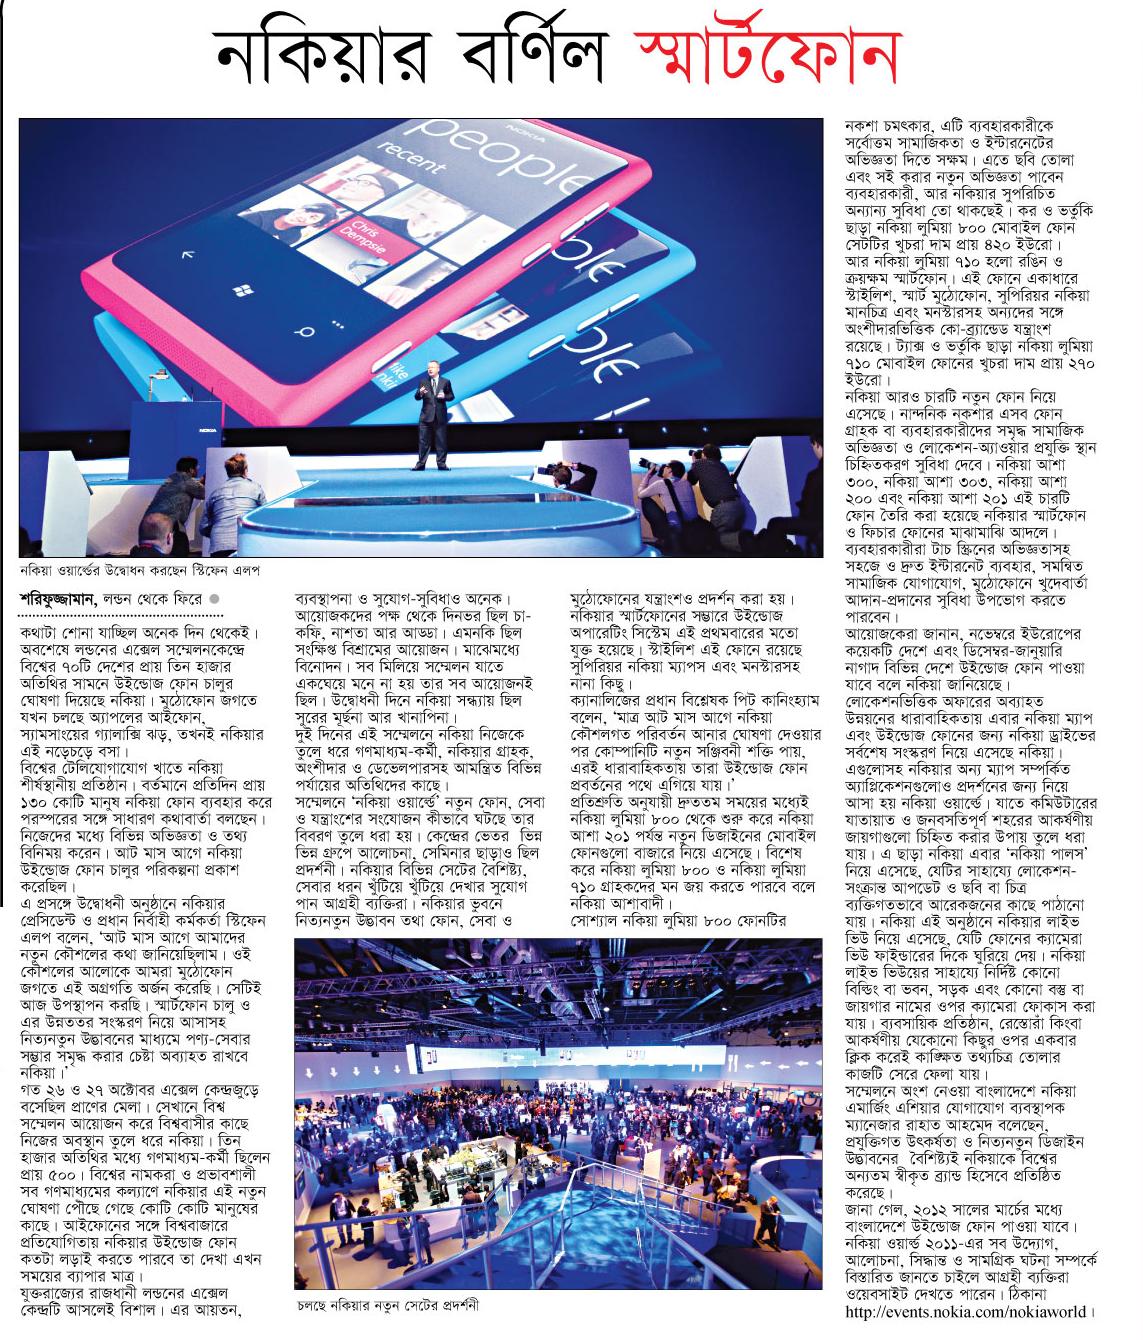 নকিয়ার বর্ণিল স্মার্টফোন
NOKIA
people
recent
Chris
Dempsie
NOKIA
নকিয়া ওয়ার্ল্ডের উদ্বোধন করছেন স্টিফেন এলপ
শরিফুজ্জামান, লন্ডন থেকে ফিরে
কথাটা শোনা যাচ্ছিল অনেক দিন থেকেই।
অবশেষে লন্ডনের এক্সেল সম্মেলনকেন্দ্রে
বিশ্বের ৭০টি দেশের প্রায় তিন হাজার
অতিথির সামনে উইন্ডোজ ফোন চালুর
ঘোষণা দিয়েছে নকিয়া। মুঠোফোন জগতে
যখন চলছে অ্যাপলের আইফোন,
স্যামসাংয়ের গ্যালাক্সি ঝড়, তখনই নকিয়ার
এই নড়েচড়ে বসা।
বিশ্বের টেলিযোগাযোগ খাতে নকিয়া
শীর্ষস্থানীয় প্রতিষ্ঠান। বর্তমানে প্রতিদিন প্রায়
১৩০ কোটি মানুষ নকিয়া ফোন ব্যবহার করে
পরস্পরের সঙ্গে সাধারণ কথাবার্তা বলছেন।
নিজেদের মধ্যে বিভিন্ন অভিজ্ঞতা ও তথ্য
বিনিময় করেন। আট মাস আগে নকিয়া
উইন্ডোজ ফোন চালুর পরিকল্পনা প্রকাশ
করেছিল।
এ প্রসঙ্গে উদ্বোধনী অনুষ্ঠানে নকিয়ার
প্রেসিডেন্ট ও প্রধান নির্বাহী কর্মকর্তা স্টিফেন
এলপ বলেন, ‘আট মাস আগে আমাদের
নতুন কৌশলের কথা জানিয়েছিলাম। ওই
কৌশলের আলোকে আমরা মুঠোফোন
জগতে এই অগ্রগতি অর্জন করেছি। সেটিই
আজ উপস্থাপন করছি। স্মার্টফোন চালু ও
এর উন্নততর সংস্করণ নিয়ে আসাসহ
নিত্যনতুন উদ্ভাবনের মাধ্যমে পণ্য-সেবার
সম্ভার সমৃদ্ধ করার চেষ্টা অব্যাহত রাখবে
নকিয়া।’
গত ২৬ ও ২৭ অক্টোবর এক্সেল কেন্দ্রজুড়ে
বসেছিল প্রাণের মেলা। সেখানে বিশ্ব
সম্মেলন আয়োজন করে বিশ্ববাসীর কাছে
নিজের অবস্থান তুলে ধরে নকিয়া। তিন
হাজার অতিথির মধ্যে গণমাধ্যম-কর্মী ছিলেন
প্রায় ৫০০। বিশ্বের নামকরা ও প্রভাবশালী
সব গণমাধ্যমের কল্যাণে নকিয়ার এই নতুন
ঘোষণা পৌছে গেছে কোটি কোটি মানুষের
কাছে। আইফোনের সঙ্গে বিশ্ববাজারে
প্রতিযোগিতায় নকিয়ার উইন্ডোজ ফোন
কতটা লড়াই করতে পারবে তা দেখা এখন
সময়ের ব্যাপার মাত্র।
যুক্তরাজ্যের রাজধানী লন্ডনের এক্সেল
কেন্দ্রটি আসলেই বিশাল। এর আয়তন,
ব্যবস্থাপনা ও সুযোগ-সুবিধাও অনেক।
আয়োজকদের পক্ষ থেকে দিনভর ছিল চা-
কফি, নাশতা আর আড্ডা। এমনকি ছিল
সংক্ষিপ্ত বিশ্রামের আয়োজন। মাঝেমধ্যে
বিনোদন। সব মিলিয়ে সম্মেলন যাতে
একঘেয়ে মনে না হয় তার সব আয়োজনই
ছিল। উদ্বোধনী দিনে নকিয়া সন্ধ্যায় ছিল
সুরের মূর্ছনা আর খানাপিনা।
দুই দিনের এই সম্মেলনে নকিয়া নিজেকে
তুলে ধরে গণমাধ্যম-কর্মী, নকিয়ার গ্রাহক,
অংশীদার ও ডেভেলপারসহ আমন্ত্রিত বিভিন্ন
পর্যায়ের অতিথিদের কাছে।
সম্মেলনে ‘নকিয়া ওয়ার্ল্ডে’ নতুন ফোন, সেবা
ও যন্ত্রাংশের সংযোজন কীভাবে ঘটছে তার
বিবরণ তুলে ধরা হয়। কেন্দ্রের ভেতর ভিন্ন
ভিন্ন গ্রুপে আলোচনা, সেমিনার ছাড়াও ছিল
প্রদর্শনী। নকিয়ার বিভিন্ন সেটের বৈশিষ্ট্য,
সেবার ধরন খুঁটিয়ে খুঁটিয়ে দেখার সুযোগ
পান আগ্রহী ব্যক্তিরা। নকিয়ার ভুবনে
নিত্যনতুন উদ্ভাবন তথা ফোন, সেবা ও
মুঠোফোনের যন্ত্রাংশও প্রদর্শন করা হয়।
নকিয়ার স্মার্টফোনের সম্ভারে উইন্ডোজ
অপারেটিং সিস্টেম এই প্রথমবারের মতো
যুক্ত হয়েছে। স্টাইলিশ এই ফোনে রয়েছে
সুপিরিয়র নকিয়া ম্যাপস এবং মনস্টারসহ
নানা কিছু।
ক্যানালিজের প্রধান বিশ্লেষক পিট কানিংহ্যাম
বলেন, ‘মাত্র আট মাস আগে নকিয়া
কৌশলগত পরিবর্তন আনার ঘোষণা দেওয়ার
পর কোম্পানিটি নতুন সঞ্জিবনী শক্তি পায়,
এরই ধারাবাহিকতায় তারা উইন্ডোজ ফোন
প্রবর্তনের পথে এগিয়ে যায়।’
প্রতিশ্রুতি অনুযায়ী দ্রুততম সময়ের মধ্যেই
নকিয়া লুমিয়া ৮০০ থেকে শুরু করে নকিয়া
আশা ২০১ পর্যন্ত নতুন ডিজাইনের মোবাইল
ফোনগুলো বাজারে নিয়ে এসেছে। বিশেষ
করে নকিয়া লুমিয়া ৮০০ ও নকিয়া লুমিয়া
৭১০ গ্রাহকদের মন জয় করতে পারবে বলে
নকিয়া আশাবাদী।
সোশ্যাল নকিয়া লুমিয়া ৮০০ ফোনটির
চলছে নকিয়ার নতুন সেটের প্রদর্শনী
নকশা চমৎকার, এটি ব্যবহারকারীকে
সর্বোত্তম সামাজিকতা ও ইন্টারনেটের
অভিজ্ঞতা দিতে সক্ষম। এতে ছবি তোলা
এবং সই করার নতুন অভিজ্ঞতা পাবেন
ব্যবহারকারী, আর নকিয়ার সুপরিচিত
অন্যান্য সুবিধা তো থাকছেই। কর ও ভর্তুকি
ছাড়া নকিয়া লুমিয়া ৮০০ মোবাইল ফোন
সেটটির খুচরা দাম প্রায় ৪২০ ইউরো।
আর নকিয়া লুমিয়া ৭১০ হলো রঙিন ও
ক্রয়ক্ষম স্মার্টফোন। এই ফোনে একাধারে
স্টাইলিশ, স্মার্ট মুঠোফোন, সুপিরিয়র নকিয়া
মানচিত্র এবং মনস্টারসহ অন্যদের সঙ্গে
অংশীদারভিত্তিক কো-ব্র্যান্ডেড যন্ত্রাংশ
রয়েছে। ট্যাক্স ও ভর্তুকি ছাড়া নকিয়া লুমিয়া
৭১০ মোবাইল ফোনের খুচরা দাম প্রায় ২৭০
ইউরো।
নকিয়া আরও চারটি নতুন ফোন নিয়ে
এসেছে। নান্দনিক নকশার এসব ফোন
গ্রাহক বা ব্যবহারকারীদের সমৃদ্ধ সামাজিক
অভিজ্ঞতা ও লোকেশন-অ্যাওয়ার প্রযুক্তি স্থান
চিহ্নিতকরণ সুবিধা দেবে। নকিয়া আশা
৩০০, নকিয়া আশা ৩০৩, নকিয়া আশা
২০০ এবং নকিয়া আশা ২০১ এই চারটি
ফোন তৈরি করা হয়েছে নকিয়ার স্মার্টফোন
ও ফিচার ফোনের মাঝামাঝি আদলে।
ব্যবহারকারীরা টাচ স্ক্রিনের অভিজ্ঞতাসহ
সহজে ও দ্রুত ইন্টারনেট ব্যবহার, সমন্বিত
সামাজিক যোগাযোগ, মুঠোফোনে খুদেবার্তা
আদান-প্রদানের সুবিধা উপভোগ করতে
পারবেন।
আয়োজকেরা জানান, নভেম্বরে ইউরোপের
কয়েকটি দেশে এবং ডিসেম্বর-জানুয়ারি
নাগাদ বিভিন্ন দেশে উইন্ডোজ ফোন পাওয়া
যাবে বলে নকিয়া জানিয়েছে।
লোকেশনভিত্তিক অফারের অব্যাহত
উন্নয়নের ধারাবাহিকতায় এবার নকিয়া ম্যাপ
এবং উইন্ডোজ ফোনের জন্য নকিয়া ড্রাইভের
সর্বশেষ সংস্করণ নিয়ে এসেছে নকিয়া।
এগুলোসহ নকিয়ার অন্য ম্যাপ সম্পর্কিত
অ্যাপ্লিকেশনগুলোও প্রদর্শনের জন্য নিয়ে
আসা হয় নকিয়া ওয়ার্ল্ডে। যাতে কমিউটারের
যাতায়াত ও জনবসতিপূর্ণ শহরের আকর্ষণীয়
জায়গাগুলো চিহ্নিত করার উপায় তুলে ধরা
যায়। এ ছাড়া নকিয়া এবার ‘নকিয়া পালস’
নিয়ে এসেছে, যেটির সাহায্যে লোকেশন-
সংক্রান্ত আপডেট ও ছবি বা চিত্র
ব্যক্তিগতভাবে আরেকজনের কাছে পাঠানো
যায়। নকিয়া এই অনুষ্ঠানে নকিয়ার লাইভ
ভিউ নিয়ে এসেছে, যেটি ফোনের ক্যামেরা
ভিউ ফাইন্ডারের দিকে ঘুরিয়ে দেয়। নকিয়া
লাইভ ভিউয়ের সাহায্যে নির্দিষ্ট কোনো
বিল্ডিং বা ভবন, সড়ক এবং কোনো বস্তু বা
জায়গার নামের ওপর ক্যামেরা ফোকাস করা
যায়। ব্যবসায়িক প্রতিষ্ঠান, রেস্তোরাঁ কিংবা
আকর্ষণীয় যেকোনো কিছুর ওপর একবার
ক্লিক করেই কাঙ্ক্ষিত তথ্যচিত্র তোলার
কাজটি সেরে ফেলা যায়।
সম্মেলনে অংশ নেওয়া বাংলাদেশে নকিয়া
এমার্জিং এশিয়ার যোগাযোগ ব্যবস্থাপক
ম্যানেজার রাহাত আহমেদ বলেছেন,
প্রযুক্তিগত উৎকর্ষতা ও নিত্যনতুন ডিজাইন
উদ্ভাবনের বৈশিষ্ট্যই নকিয়াকে বিশ্বের
অন্যতম স্বীকৃত ব্র্যান্ড হিসেবে প্রতিষ্ঠিত
করেছে।
জানা গেল, ২০১২ সালের মার্চের মধ্যে
বাংলাদেশে উইন্ডোজ ফোন পাওয়া যাবে।
নকিয়া ওয়ার্ল্ড ২০১১-এর সব উদ্যোগ,
আলোচনা, সিদ্ধান্ত ও সামগ্রিক ঘটনা সম্পর্কে
বিস্তারিত জানতে চাইলে আগ্রহী ব্যক্তিরা
ওয়েবসাইট দেখতে পারেন। ঠিকানা
http://events.nokia.com/nokiaworld।